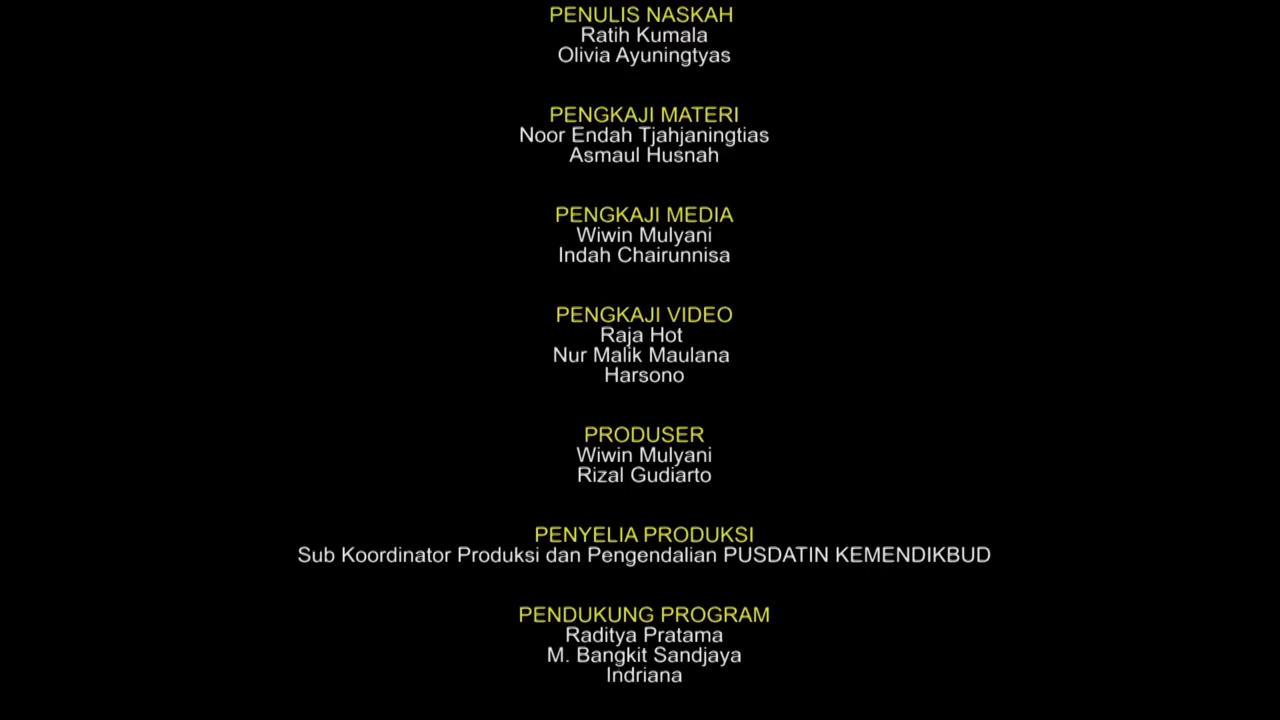 PENULIS NASKAH
Ratih Kumala
Olivia Ayuningtyas
PENGKAJI MATERI
Noor Endah Tjahjaningtias
Asmaul Husnah
PENGKAJI MEDIA
Wiwin Mulyani
Indah Chairunnisa
PENGKAJI VIDEO
Raja Hot
Nur Malik Maulana
Harsono
PRODUSER
Wiwin Mulyani
Rizal Gudiarto
PENYELIA PRODUKSI
Sub Koordinator Produksi dan Pengendalian PUSDATIN KEMENDIKBUD
PENDUKUNG PROGRAM
Raditya Pratama
M. Bangkit Sandjaya
Indriana